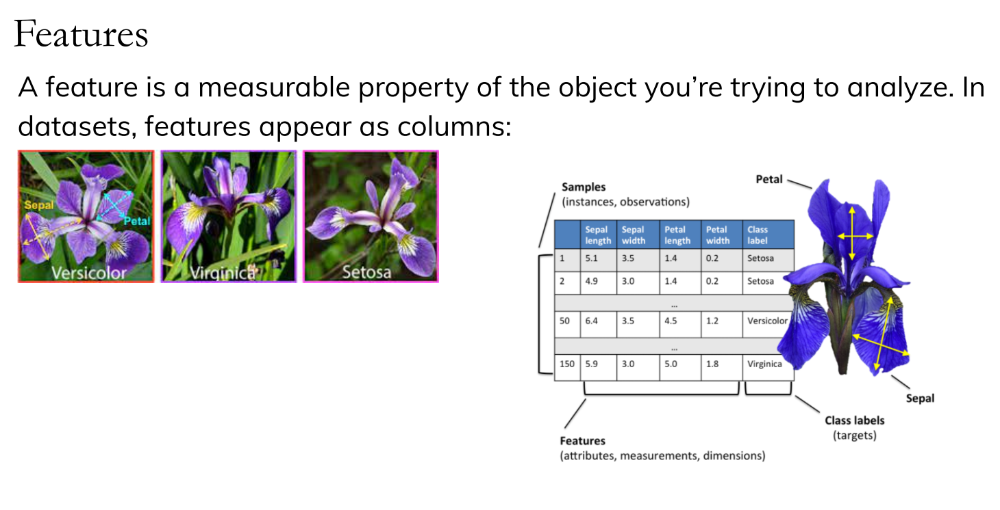 Features
A feature is a measurable property of the object you're trying to analyze. In
datasets, features appear as columns:
Sepal
Petal
Versicolor
Virginica
Setosa
Samples
(instances, observations)
Petal
Sepal length Sepal width Petal length Petal width Class label
1 5.1 3.5 1.4 0.2 Setosa
2 4.9 3.0 1.4 0.2 Setosa
...
50 6.4 3.5 4.5 1.2 Versicolor
...
150 5.9 3.0 5.0 1.8 Virginica
Sepal
Class labels
(targets)
Features
(attributes, measurements, dimensions)